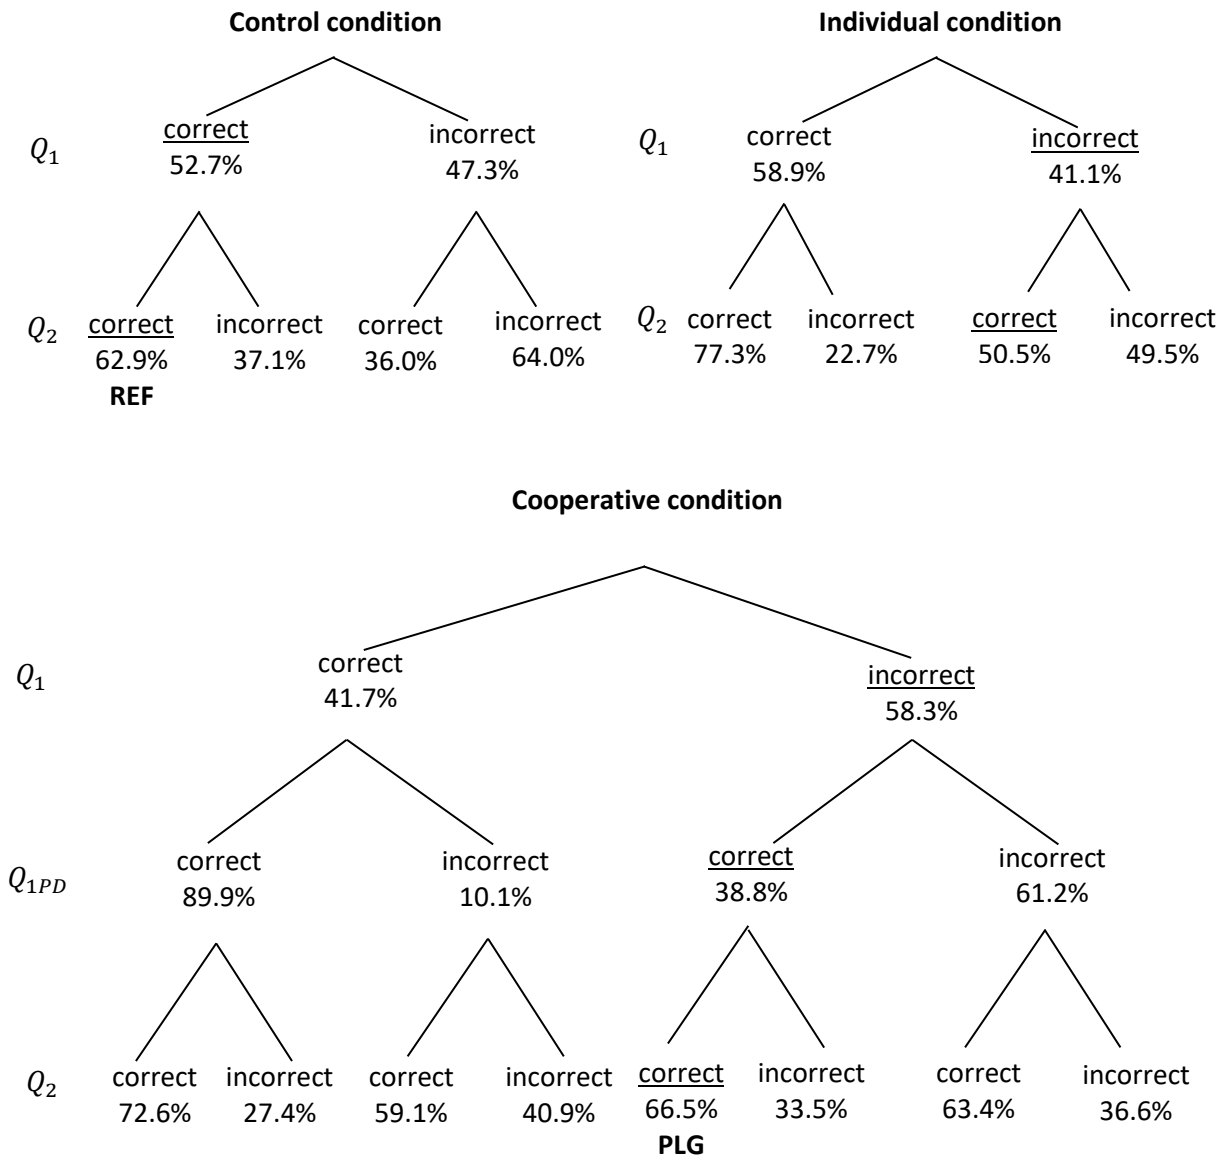 Control condition
Individual condition
Q₁ correct incorrect
52.7% 47.3%
Q₁ correct incorrect
58.9% 41.1%
Q₂ correct incorrect correct incorrect
62.9% 37.1% 36.0% 64.0%
REF
Q₂ correct incorrect correct incorrect
77.3% 22.7% 50.5% 49.5%
Cooperative condition
Q₁ correct incorrect
41.7% 58.3%
Q₁PD correct incorrect correct incorrect
89.9% 10.1% 38.8% 61.2%
Q₂ correct incorrect correct incorrect correct incorrect correct incorrect
72.6% 27.4% 59.1% 40.9% 66.5% 33.5% 63.4% 36.6%
PLG